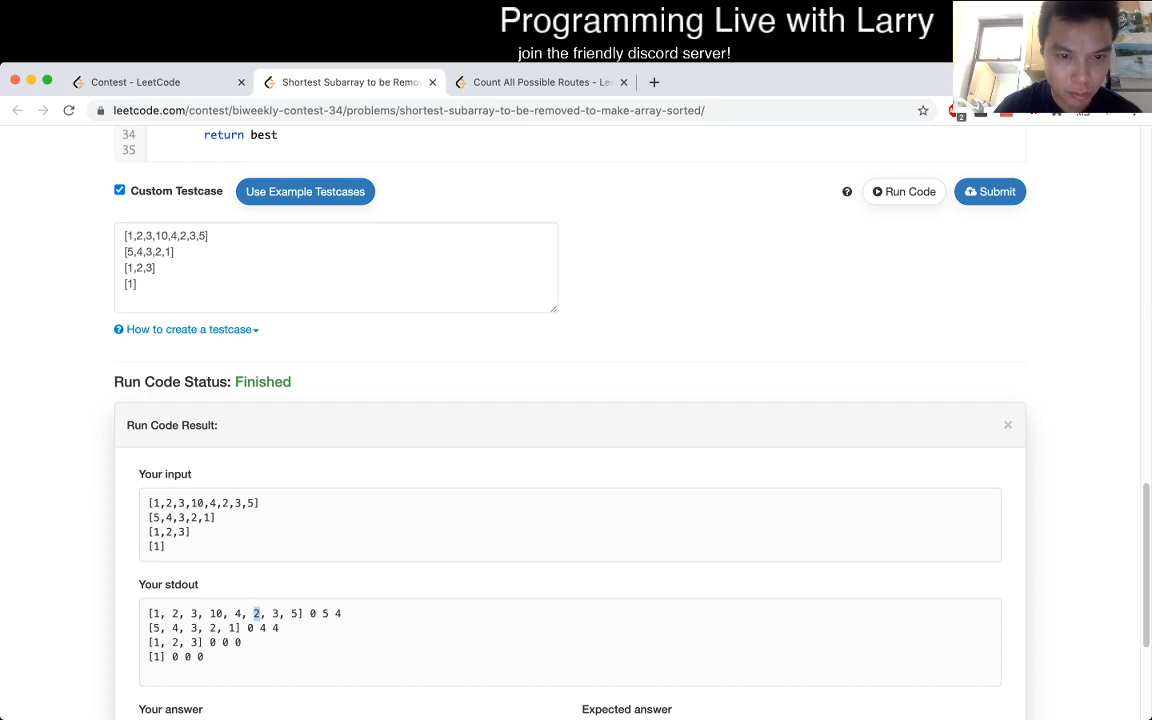 Programming Live with Larry
join the friendly discord server!
Contest - LeetCode
Shortest Subarray to be Remov
Count All Possible Routes - Le
leetcode.com/contest/biweekly-contest-34/problems/shortest-subarray-to-be-removed-to-make-array-sorted/
2
34 return best
35
Custom Testcase Use Example Testcases Run Code Submit
[1,2,3,10,4,2,3,5]
[5,4,3,2,1]
[1,2,3]
[1]
How to create a testcase
Run Code Status: Finished
Run Code Result: ×
Your input
[1,2,3,10,4,2,3,5]
[5,4,3,2,1]
[1,2,3]
[1]
Your stdout
[1, 2, 3, 10, 4, 2, 3, 5] 0 5 4
[5, 4, 3, 2, 1] 0 4 4
[1, 2, 3] 0 0 0
[1] 0 0 0
Your answer Expected answer